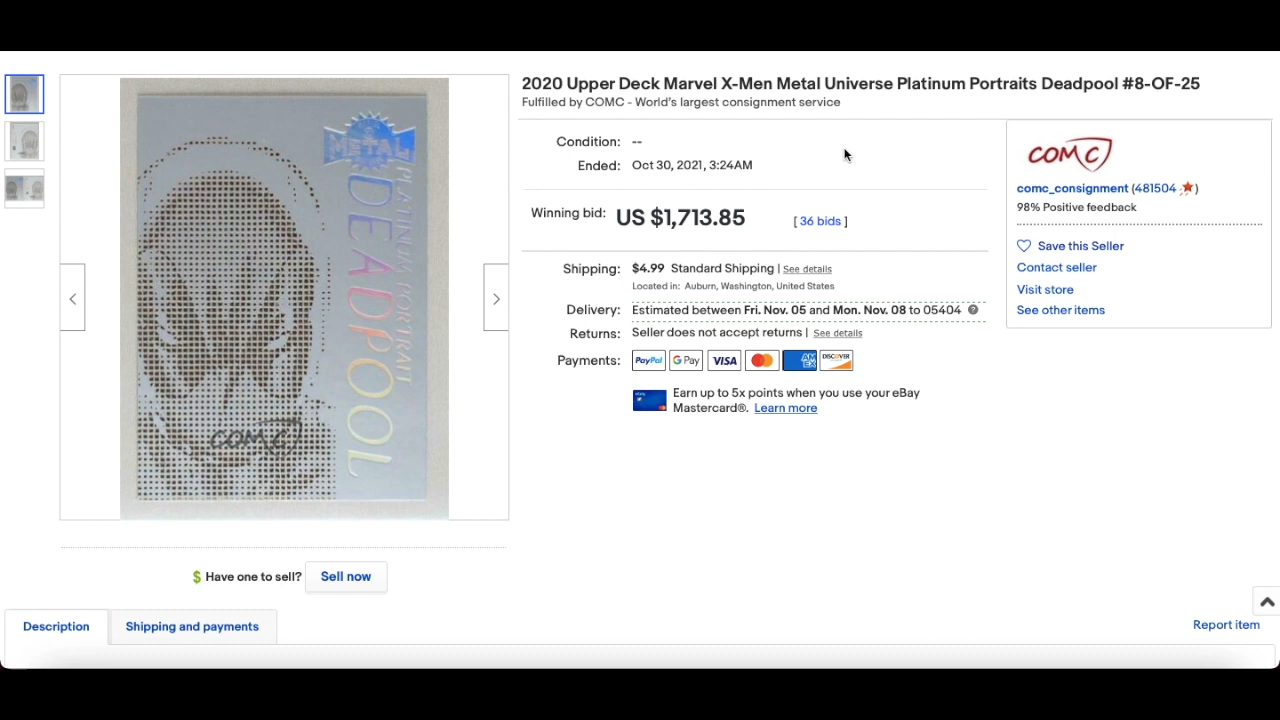 2020 Upper Deck Marvel X-Men Metal Universe Platinum Portraits Deadpool #8-OF-25
Fulfilled by COMC - World's largest consignment service
METAL
PLATINUM PORTRAIT
DEADPOOL
COMC
Condition: --
Ended: Oct 30, 2021, 3:24AM
Winning bid: US $1,713.85 [ 36 bids ]
Shipping: $4.99 Standard Shipping | See details
Located in: Auburn, Washington, United States
Delivery: Estimated between Fri. Nov. 05 and Mon. Nov. 08 to 05404
Returns: Seller does not accept returns | See details
Payments: PayPal G Pay VISA AM EX DISCOVER
Earn up to 5x points when you use your eBay
Mastercard®. Learn more
COMC
comc_consignment (481504)
98% Positive feedback
Save this Seller
Contact seller
Visit store
See other items
$ Have one to sell? Sell now
Description
Shipping and payments
Report item